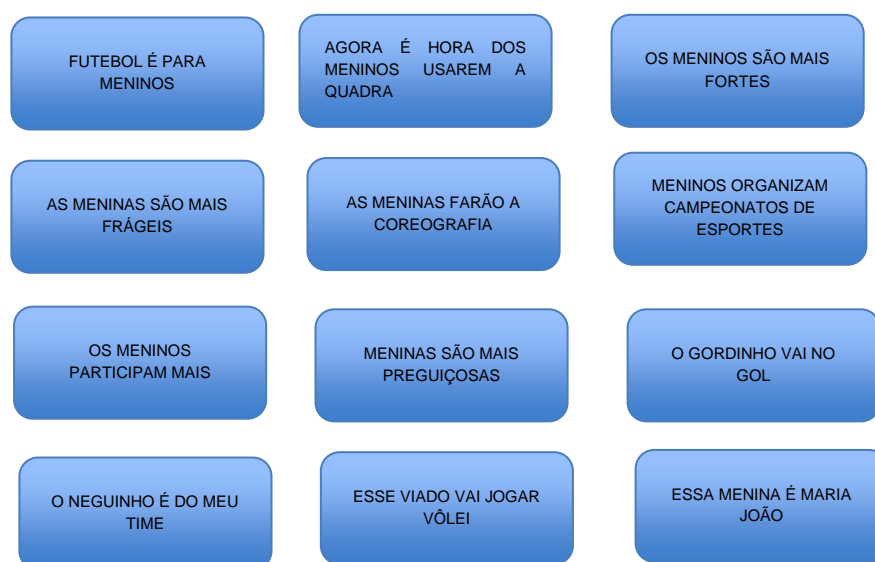 FUTEBOL É PARA
MENINOS
AGORA É HORA DOS
MENINOS USAREM A
QUADRA
OS MENINOS SÃO MAIS
FORTES
AS MENINAS SÃO MAIS
FRÁGEIS
AS MENINAS FARÃO A
COREOGRAFIA
MENINOS ORGANIZAM
CAMPEONATOS DE
ESPORTES
OS MENINOS
PARTICIPAM MAIS
MENINAS SÃO MAIS
PREGUIÇOSAS
O GORDINHO VAI NO
GOL
O NEGUINHO É DO MEU
TIME
ESSE VIADO VAI JOGAR
VÔLEI
ESSA MENINA É MARIA
JOÃO